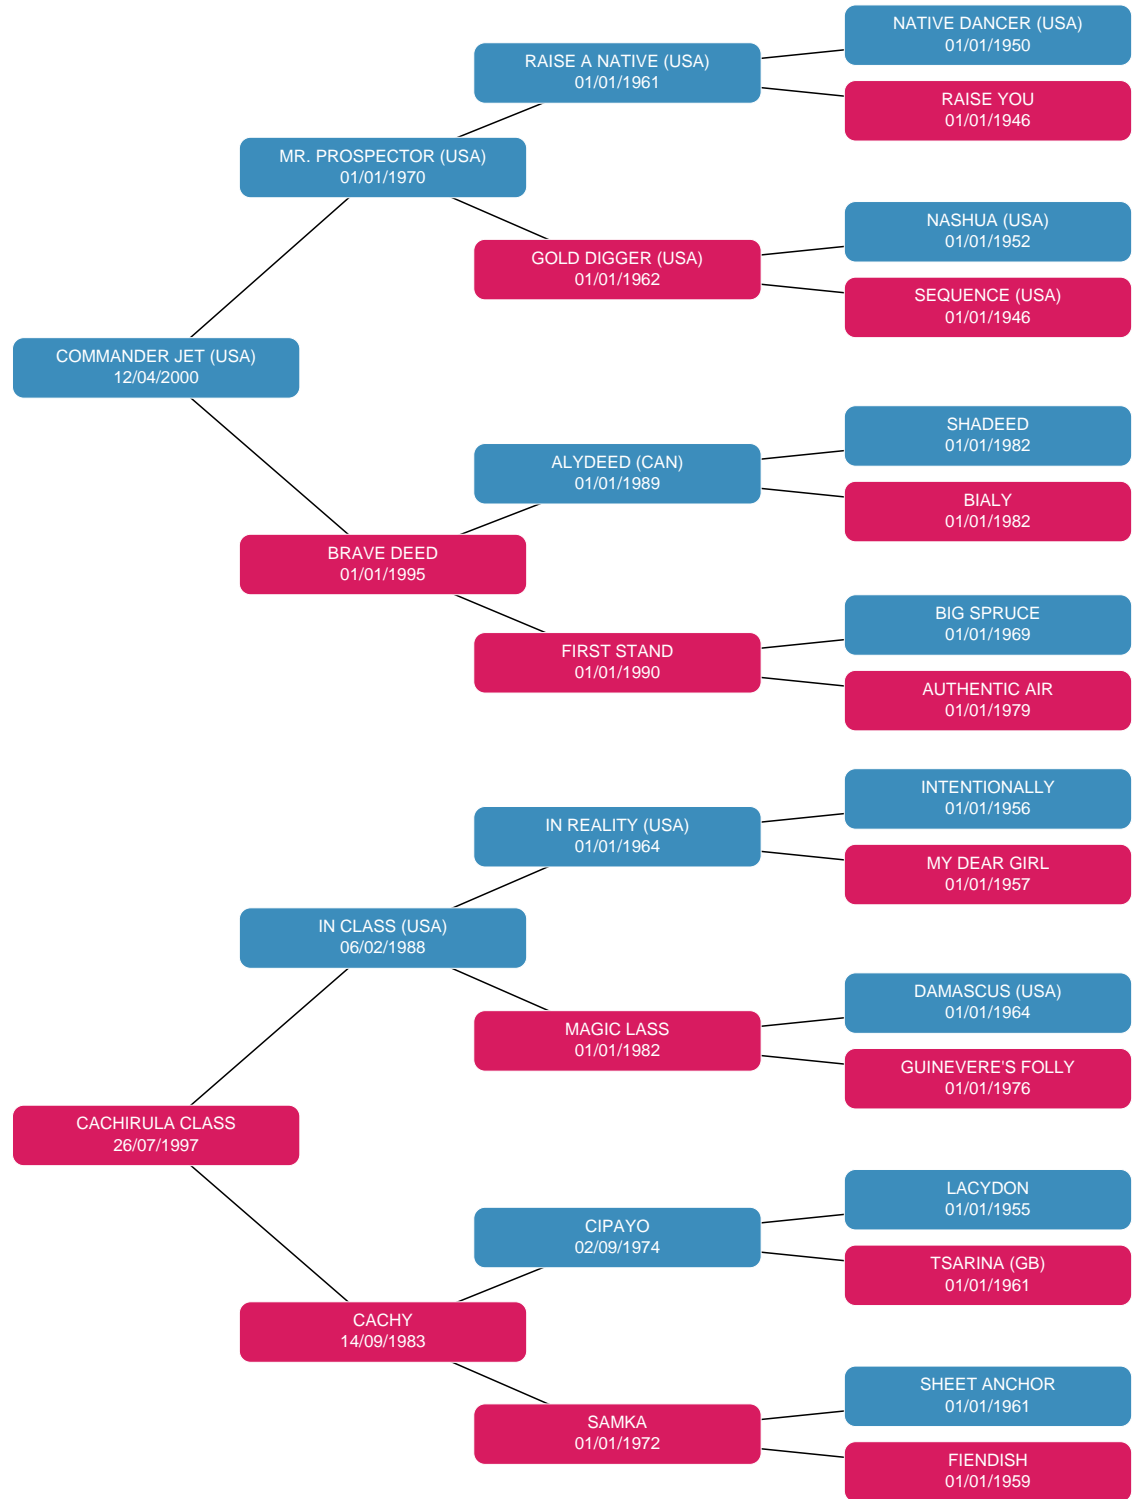 NATIVE DANCER (USA)
01/01/1950
RAISE A NATIVE (USA)
01/01/1961
RAISE YOU
01/01/1946
MR. PROSPECTOR (USA)
01/01/1970
NASHUA (USA)
01/01/1952
GOLD DIGGER (USA)
01/01/1962
SEQUENCE (USA)
01/01/1946
COMMANDER JET (USA)
12/04/2000
SHADEED
01/01/1982
ALYDEED (CAN)
01/01/1989
BIALY
01/01/1982
BRAVE DEED
01/01/1995
BIG SPRUCE
01/01/1969
FIRST STAND
01/01/1990
AUTHENTIC AIR
01/01/1979
INTENTIONALLY
01/01/1956
IN REALITY (USA)
01/01/1964
MY DEAR GIRL
01/01/1957
IN CLASS (USA)
06/02/1988
DAMASCUS (USA)
01/01/1964
MAGIC LASS
01/01/1982
GUINEVERE'S FOLLY
01/01/1976
CACHIRULA CLASS
26/07/1997
LACYDON
01/01/1955
CIPAYO
02/09/1974
TSARINA (GB)
01/01/1961
CACHY
14/09/1983
SHEET ANCHOR
01/01/1961
SAMKA
01/01/1972
FIENDISH
01/01/1959